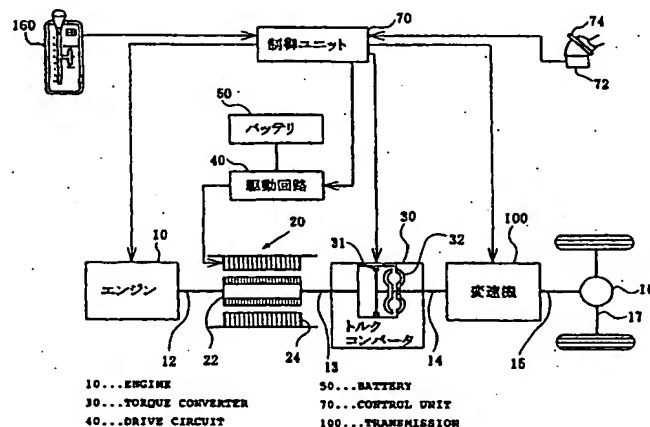 160
70
制御ユニット
74
72
50
バッテリ
40
駆動回路
20
10
エンジン
30
31
32
トルク
コンバータ
100
変速機
16
17
12
22
24
13
14
15
10...ENGINE
30...TORQUE CONVERTER
40...DRIVE CIRCUIT
50...BATTERY
70...CONTROL UNIT
100...TRANSMISSION